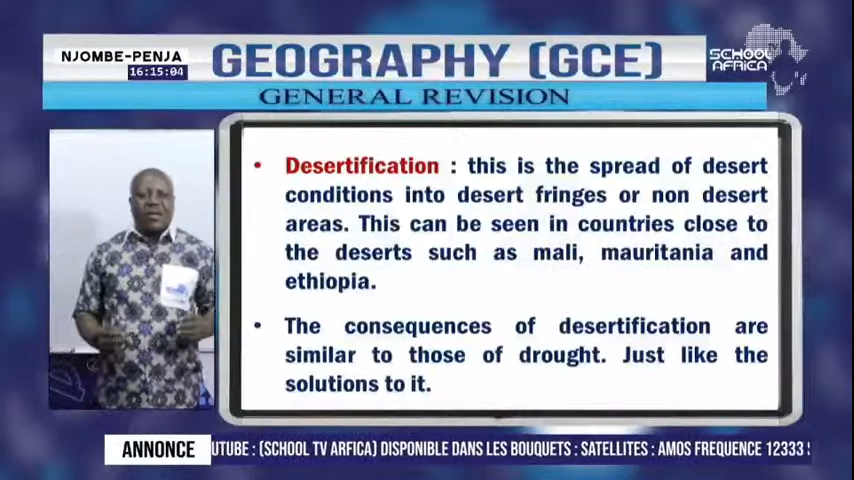 NJOMBE-PENJA
16:15:04
GEOGRAPHY (GCE)
GENERAL REVISION
SCHOOL
AFRICA
• Desertification : this is the spread of desert
conditions into desert fringes or non desert
areas. This can be seen in countries close to
the deserts such as mali, mauritania and
ethiopia.
• The consequences of desertification are
similar to those of drought. Just like the
solutions to it.
ANNONCE
UTUBE : (SCHOOL TV ARFICA) DISPONIBLE DANS LES BOUQUETS : SATELLITES : AMOS FREQUENCE 12333